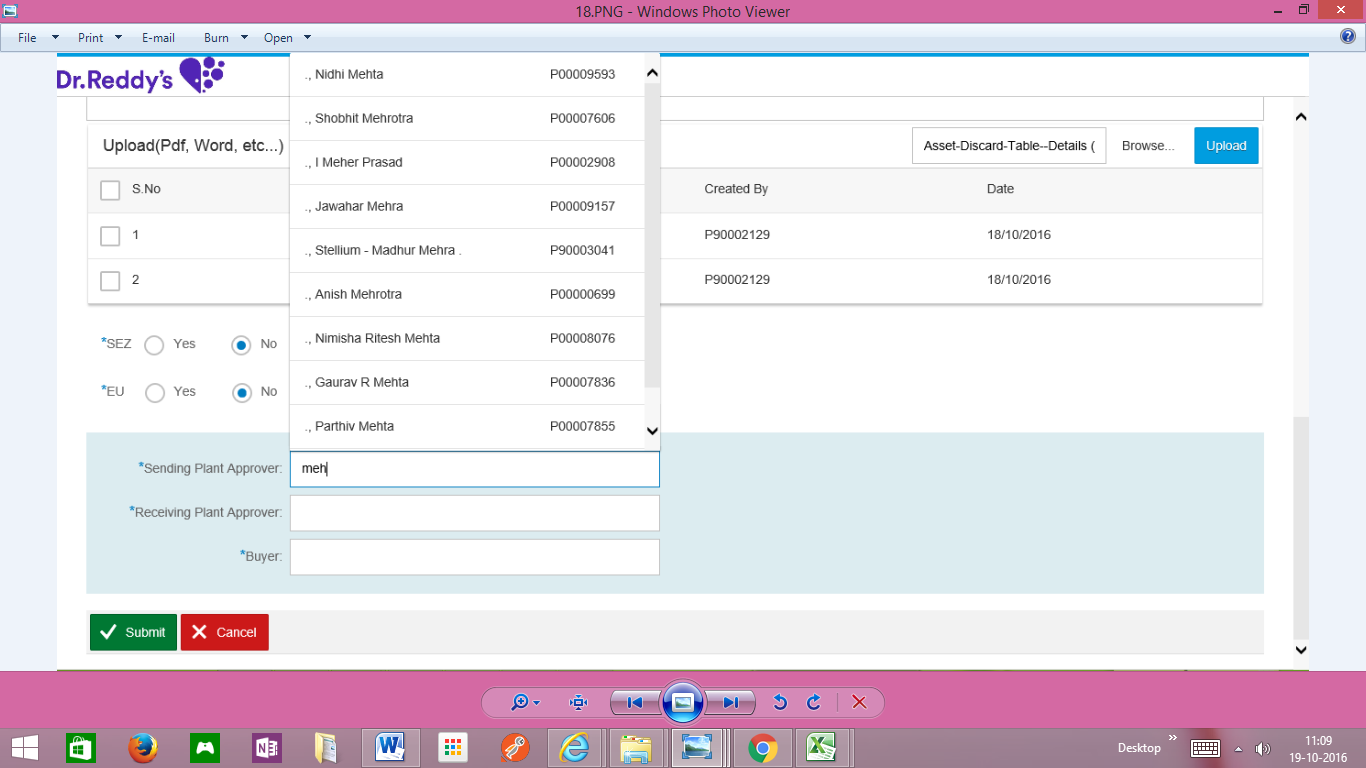 18.PNG - Windows Photo Viewer
File Print E-mail Burn Open
Dr.Reddy's
., Nidhi Mehta P00009593
., Shobhit Mehrotra P00007606
Upload(Pdf, Word, etc...) Asset-Discard-Table--Details ( Browse... Upload
., I Meher Prasad P00002908
S.No Created By Date
., Jawahar Mehra P00009157
1 P90002129 18/10/2016
., Stellium - Madhur Mehra . P90003041
2 P90002129 18/10/2016
., Anish Mehrotra P00000699
*SEZ Yes No
., Nimisha Ritesh Mehta P00008076
., Gaurav R Mehta P00007836
*EU Yes No
., Parthiv Mehta P00007855
*Sending Plant Approver: meh
*Receiving Plant Approver:
*Buyer:
Submit Cancel
Desktop
11:09
19-10-2016